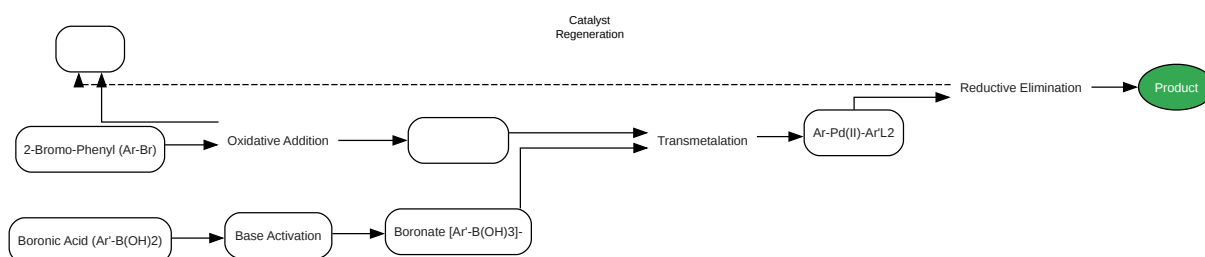 Catalyst
Regeneration
Reductive Elimination
Product
2-Bromo-Phenyl (Ar-Br)
Oxidative Addition
Transmetalation
Ar-Pd(II)-Ar'L2
Boronic Acid (Ar'-B(OH)2)
Base Activation
Boronate [Ar'-B(OH)3]-